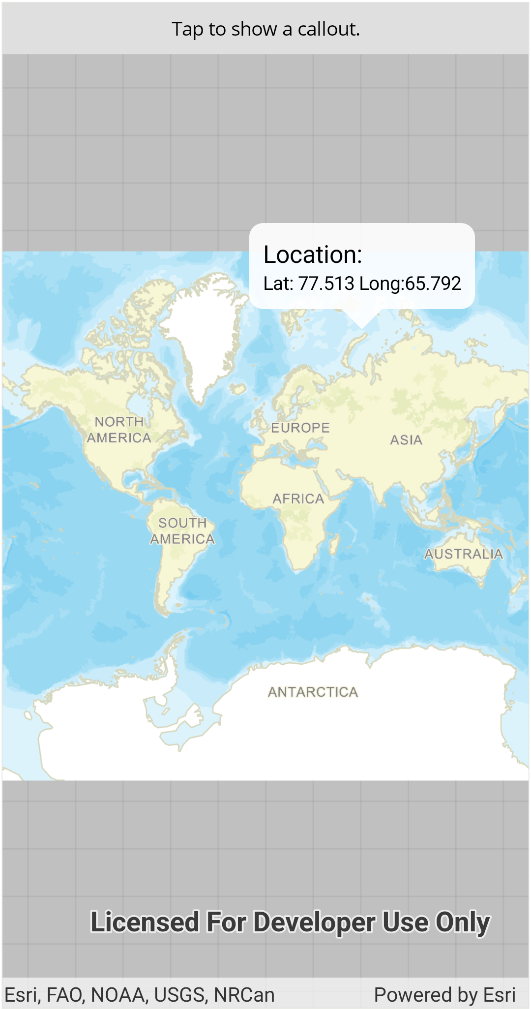 Tap to show a callout.
Location:
Lat: 77.513 Long:65.792
NORTH
AMERICA
EUROPE
ASIA
AFRICA
SOUTH
AMERICA
AUSTRALIA
ANTARCTICA
Licensed For Developer Use Only
Esri, FAO, NOAA, USGS, NRCan
Powered by Esri